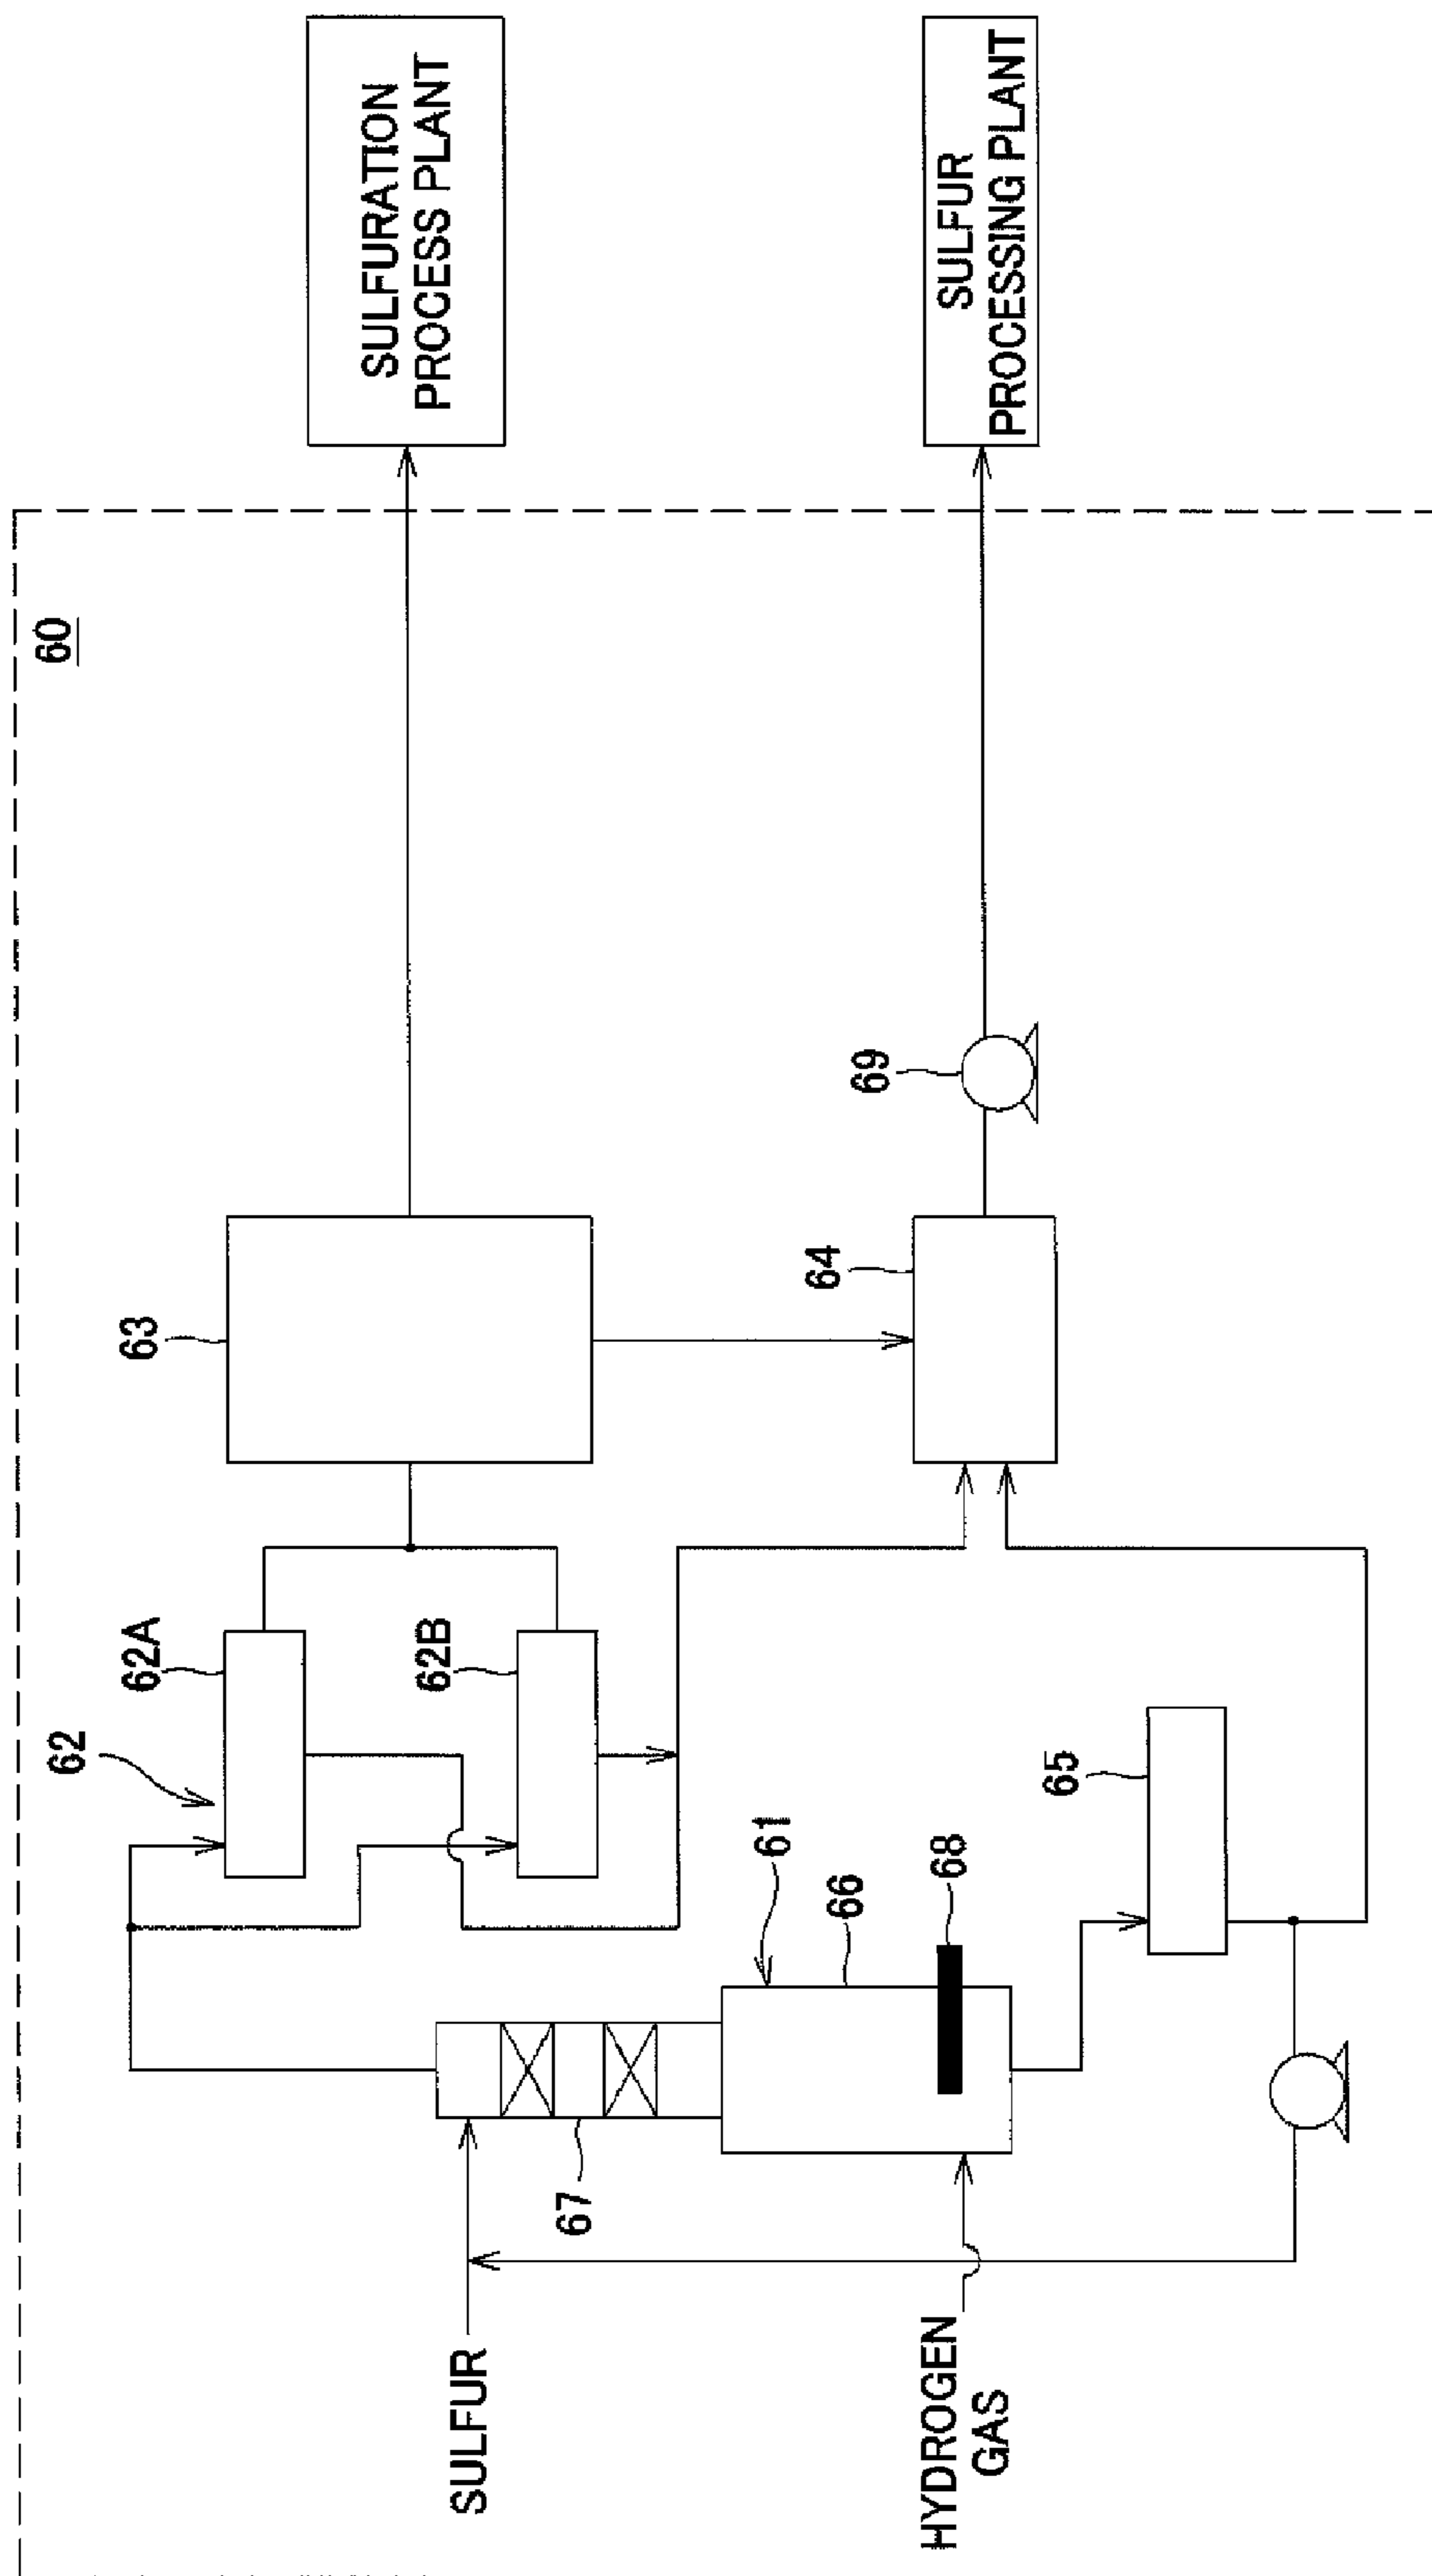 60
SULFURATION
PROCESS PLANT
62
62A
63
62B
61
66
67
68
64
69
SULFUR
PROCESSING PLANT
65
SULFUR
HYDROGEN
GAS